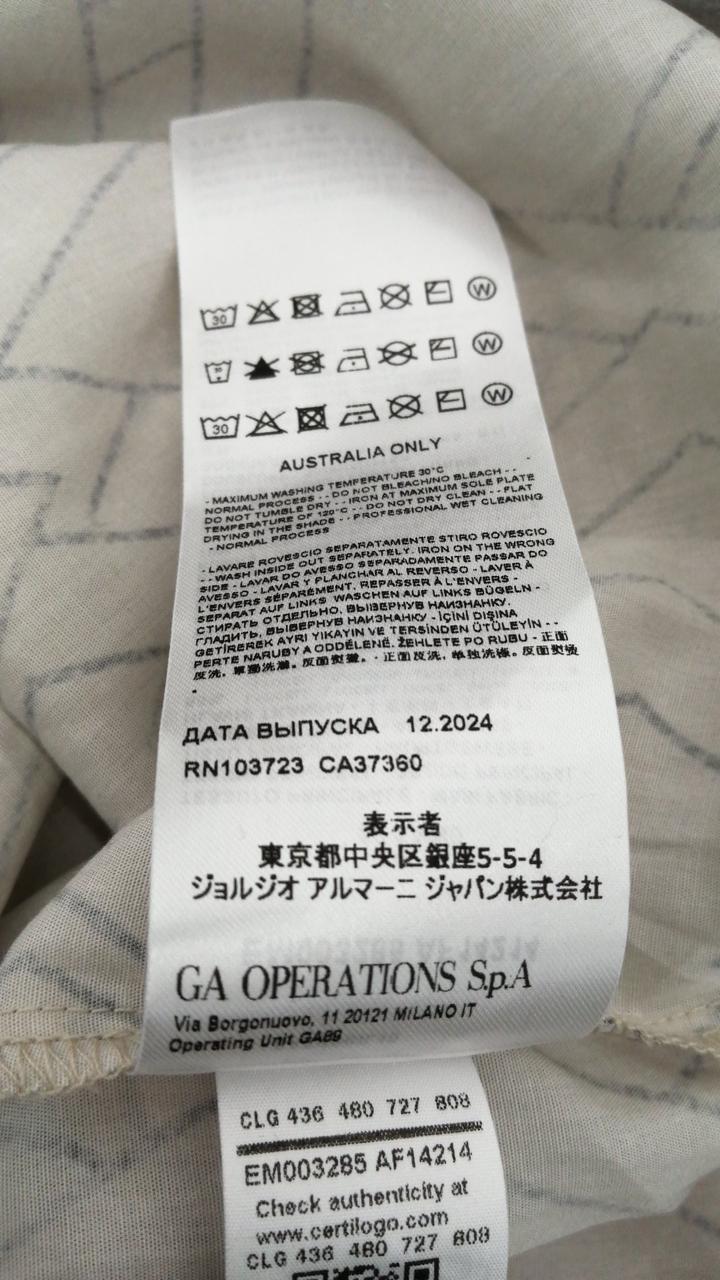 30
W
W
30
W
AUSTRALIA ONLY
- MAXIMUM WASHING TEMPERATURE 30°C
NORMAL PROCESS - - DO NOT BLEACH/NO BLEACH - -
DO NOT TUMBLE DRY - - IRON AT MAXIMUM SOLE PLATE
TEMPERATURE OF 120°C - - DO NOT DRY CLEAN - - FLAT
DRYING IN THE SHADE - - PROFESSIONAL WET CLEANING
- NORMAL PROCESS
- LAVARE ROVESCIO SEPARATAMENTE STIRO ROVESCIO
- - WASH INSIDE OUT SEPARATELY. IRON ON THE WRONG
SIDE - LAVAR DO AVESSO SEPARADAMENTE PASSAR DO
AVESSO - LAVAR Y PLANCHAR AL REVERSO - LAVER À
L'ENVERS SÉPARÉMENT, REPASSER À L'ENVERS -
SEPARAT AUF LINKS WASCHEN AUF LINKS BÜGELN -
СТИРАТЬ ОТДЕЛЬНО, ВЫВЕРНУВ НАИЗНАНКУ.
ГЛАДИТЬ, ВЫВЕРНУВ НАИЗНАНКУ - İÇİNİ DIŞINA
GETİREREK AYRI YIKAYIN VE TERSİNDEN ÜTÜLEYİN - -
PERTE NARUBY A ODDĚLENĚ. ŽEHLETE PO RUBU - 正面
反洗, 單獨洗滌。反面熨燙。 - 正面反洗, 单独洗涤。反面熨烫
-
ДАТА ВЫПУСКА 12.2024
RN103723 CA37360
表示者
東京都中央区銀座5-5-4
ジョルジオ アルマーニ ジャパン株式会社
GA OPERATIONS S.p.A
Via Borgonuovo, 11 20121 MILANO IT
Operating Unit GA89
CLG 436 480 727 808
EM003285 AF14214
Check authenticity at
www.certilogo.com
CLG 436 480 727 808